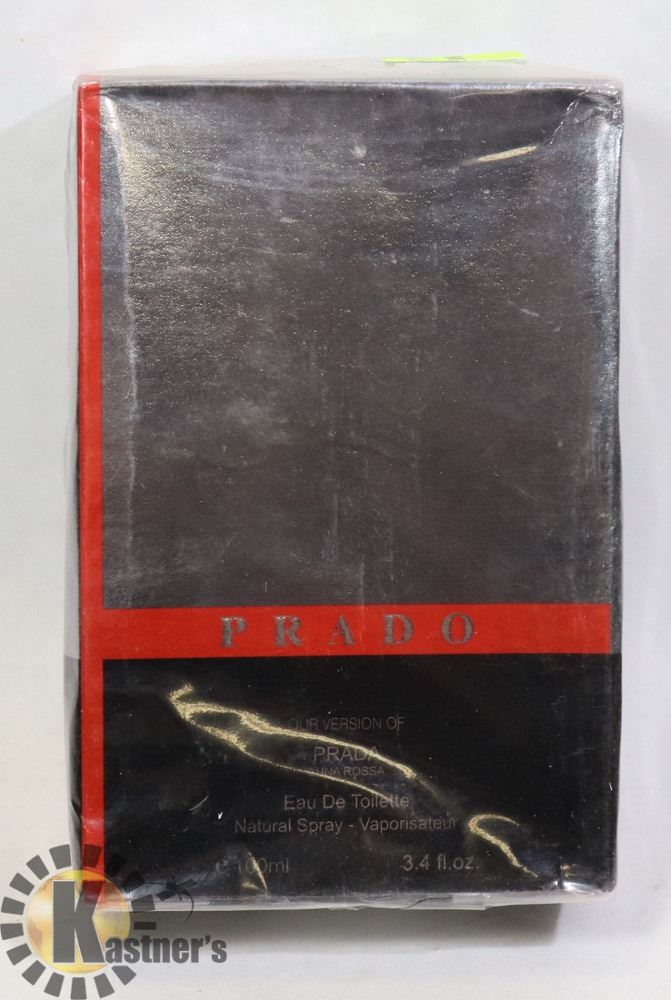 PRADO
OUR VERSION OF
PRADA
LUNA ROSSA
Eau De Toilette
Natural Spray - Vaporisateur
e 100ml 3.4 fl.oz.
Kastner's